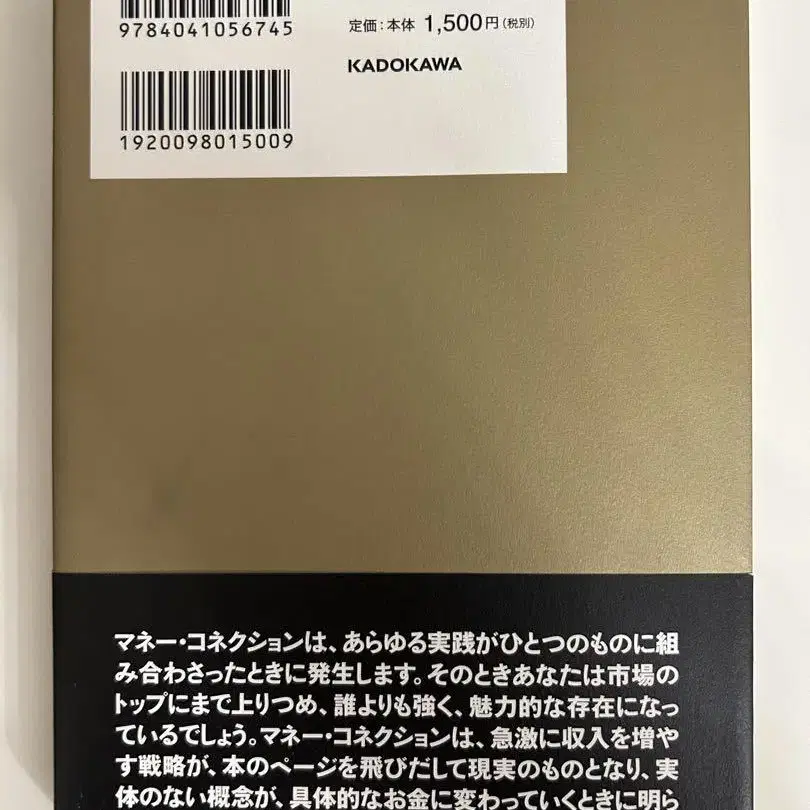 9784041056745
定価:本体 1,500円(税別)
KADOKAWA
1920098015009
マネー・コネクションは、あらゆる実践がひとつのものに組
み合わさったときに発生します。そのときあなたは市場の
トップにまで上りつめ、誰よりも強く、魅力的な存在になっ
ているでしょう。マネー・コネクションは、急激に収入を増や
す戦略が、本のページを飛びだして現実のものとなり、実
体のない概念が、具体的なお金に変わっていくときに明ら